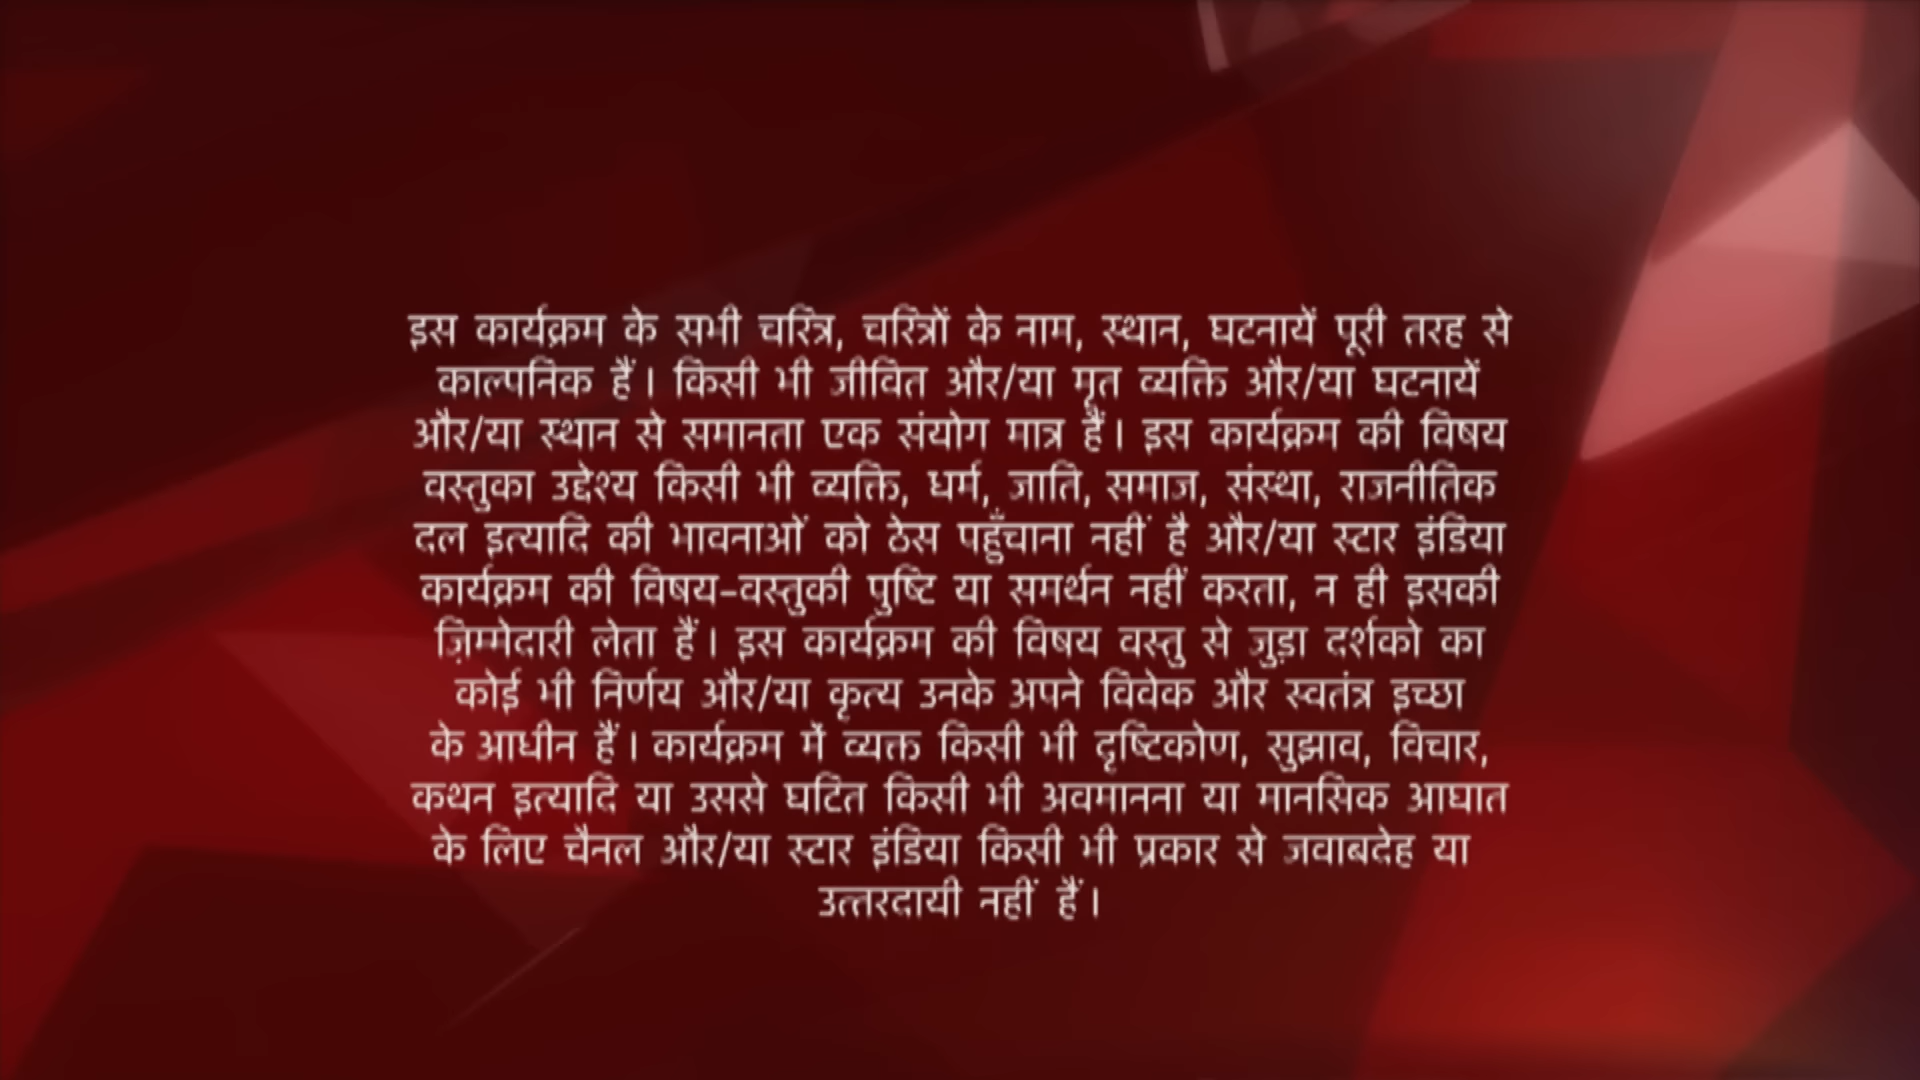 इस कार्यक्रम के सभी चरित्र, चरित्रों के नाम, स्थान, घटनायें पूरी तरह से
काल्पनिक हैं। किसी भी जीवित और/या मृत व्यक्ति और/या घटनायें
और/या स्थान से समानता एक संयोग मात्र हैं। इस कार्यक्रम की विषय
वस्तुका उद्देश्य किसी भी व्यक्ति, धर्म, जाति, समाज, संस्था, राजनीतिक
दल इत्यादि की भावनाओं को ठेस पहुँचाना नहीं है और/या स्टार इंडिया
कार्यक्रम की विषय-वस्तुकी पुष्टि या समर्थन नहीं करता, न ही इसकी
ज़िम्मेदारी लेता हैं। इस कार्यक्रम की विषय वस्तु से जुड़ा दर्शको का
कोई भी निर्णय और/या कृत्य उनके अपने विवेक और स्वतंत्र इच्छा
के आधीन हैं। कार्यक्रम में व्यक्त किसी भी दृष्टिकोण, सुझाव, विचार,
कथन इत्यादि या उससे घटित किसी भी अवमानना या मानसिक आघात
के लिए चैनल और/या स्टार इंडिया किसी भी प्रकार से जवाबदेह या
उत्तरदायी नहीं हैं।